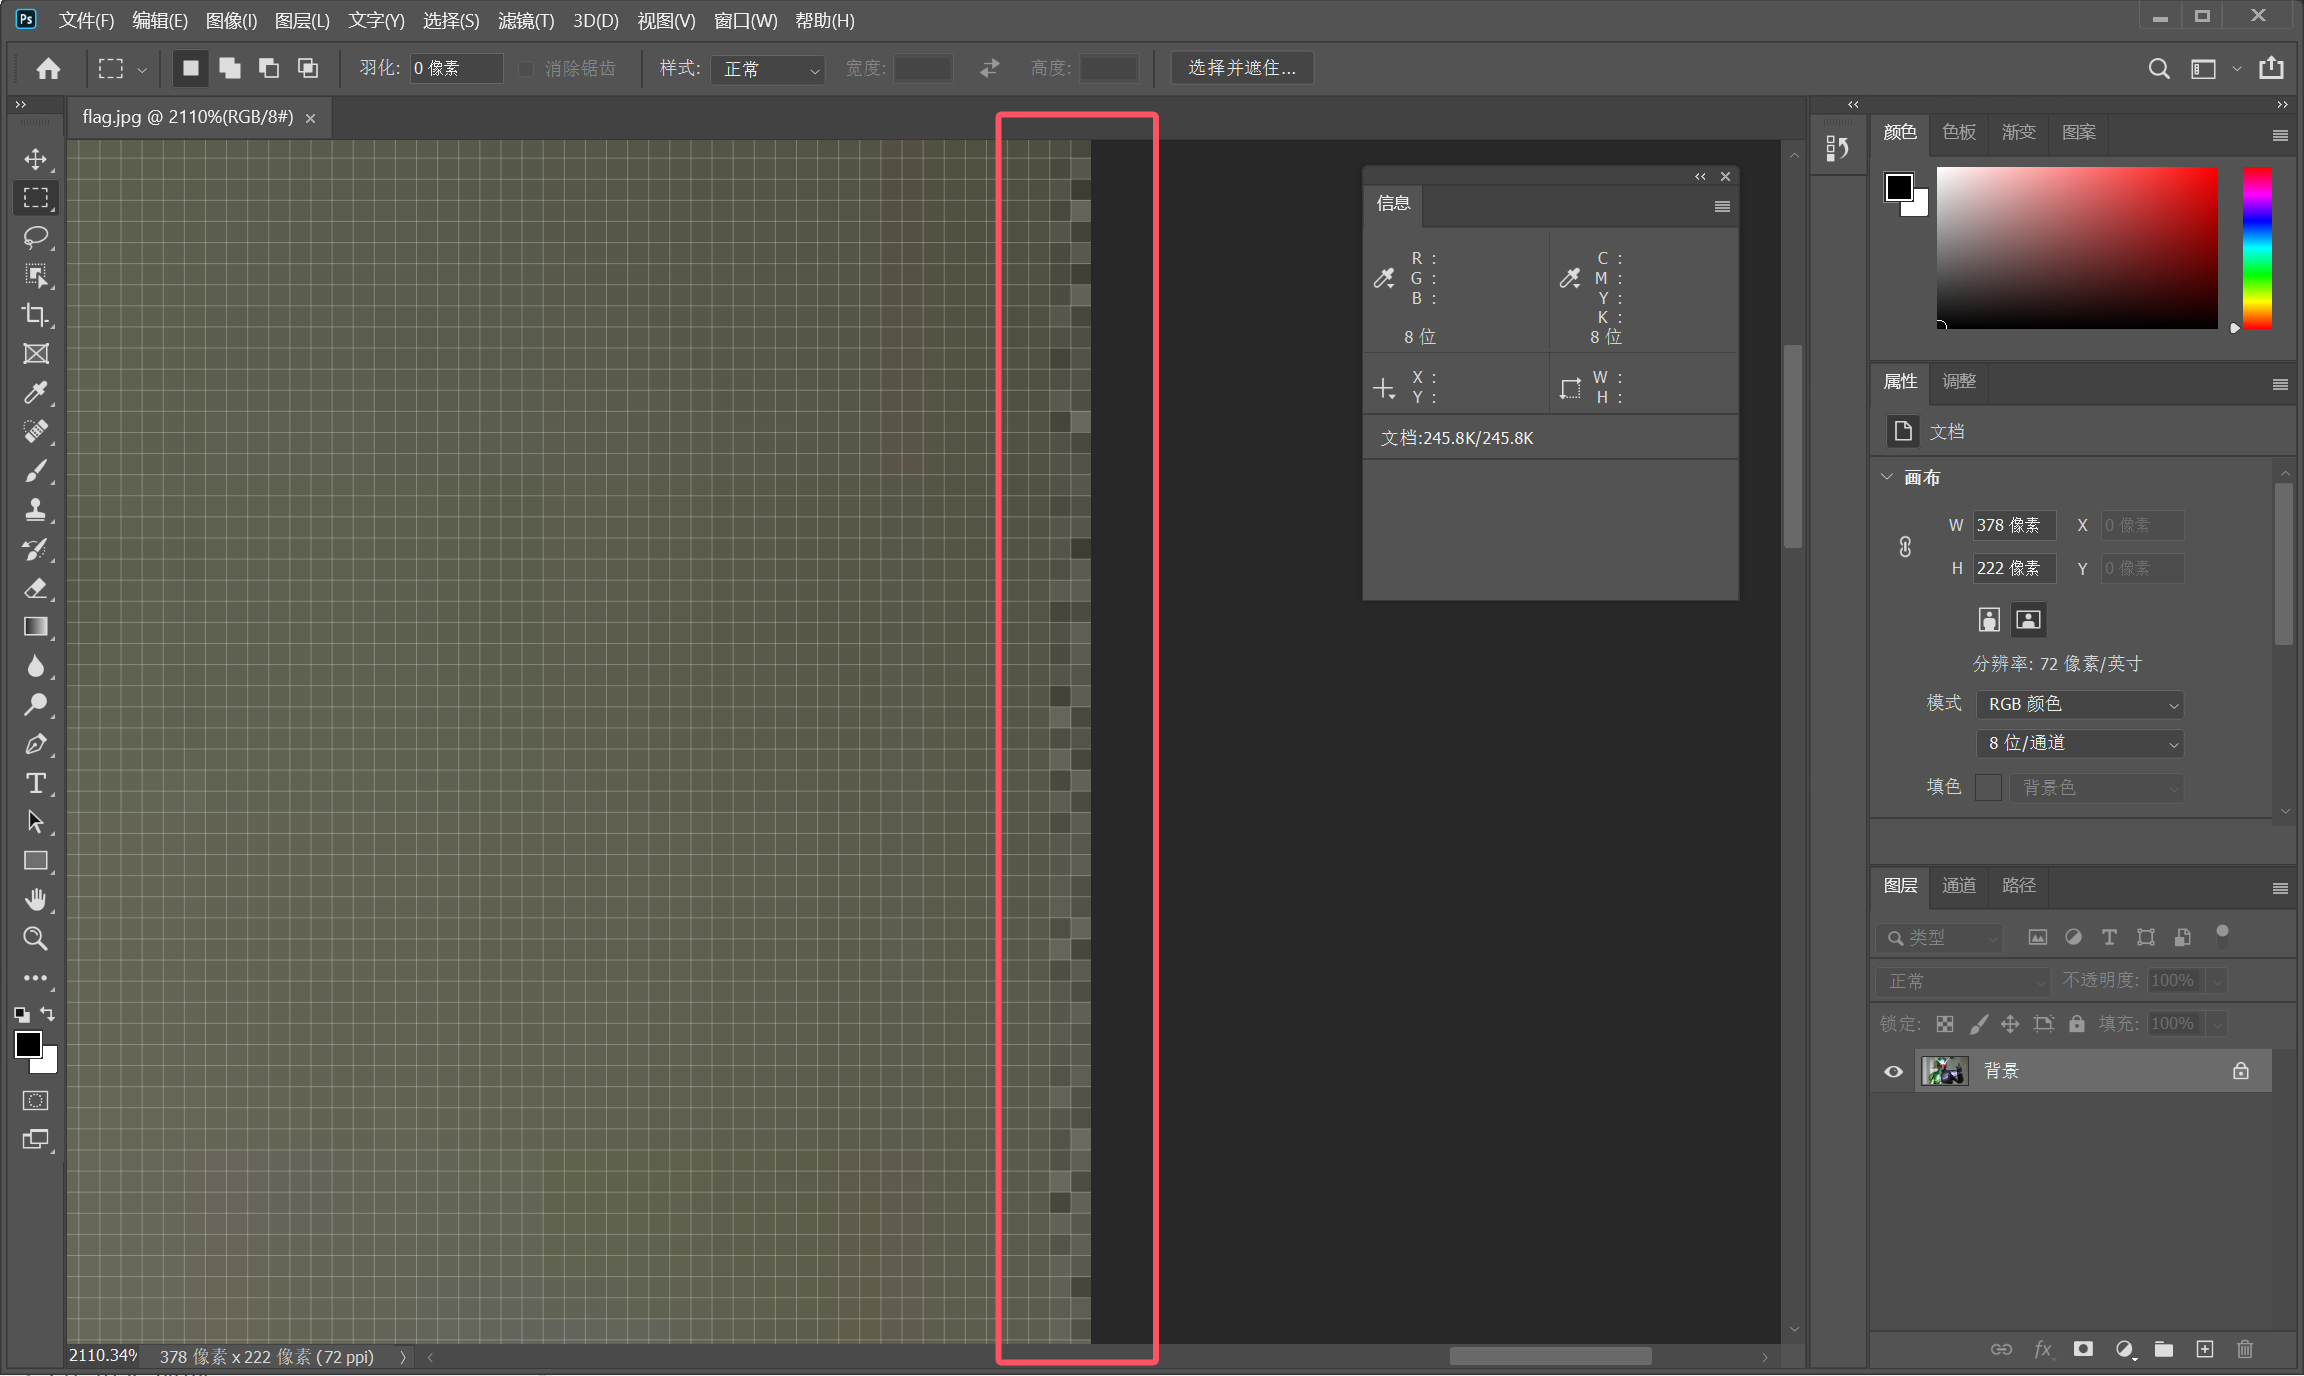 Ps 文件(F) 编辑(E) 图像(I) 图层(L) 文字(Y) 选择(S) 滤镜(T) 3D(D) 视图(V) 窗口(W) 帮助(H)
羽化: 0 像素 消除锯齿 样式: 正常 宽度: 高度: 选择并遮住...
flag.jpg @ 2110%(RGB/8#)
信息
R :
G :
B :
8 位
C :
M :
Y :
K :
8 位
X :
Y :
W :
H :
文档:245.8K/245.8K
颜色 色板 渐变 图案
属性 调整
文档
画布
W 378 像素 X 0 像素
H 222 像素 Y 0 像素
分辨率: 72 像素/英寸
模式 RGB 颜色
8 位/通道
填色 背景色
图层 通道 路径
类型
正常 不透明度: 100%
锁定: 填充: 100%
背景
fx
2110.34% 378 像素 x 222 像素 (72 ppi)